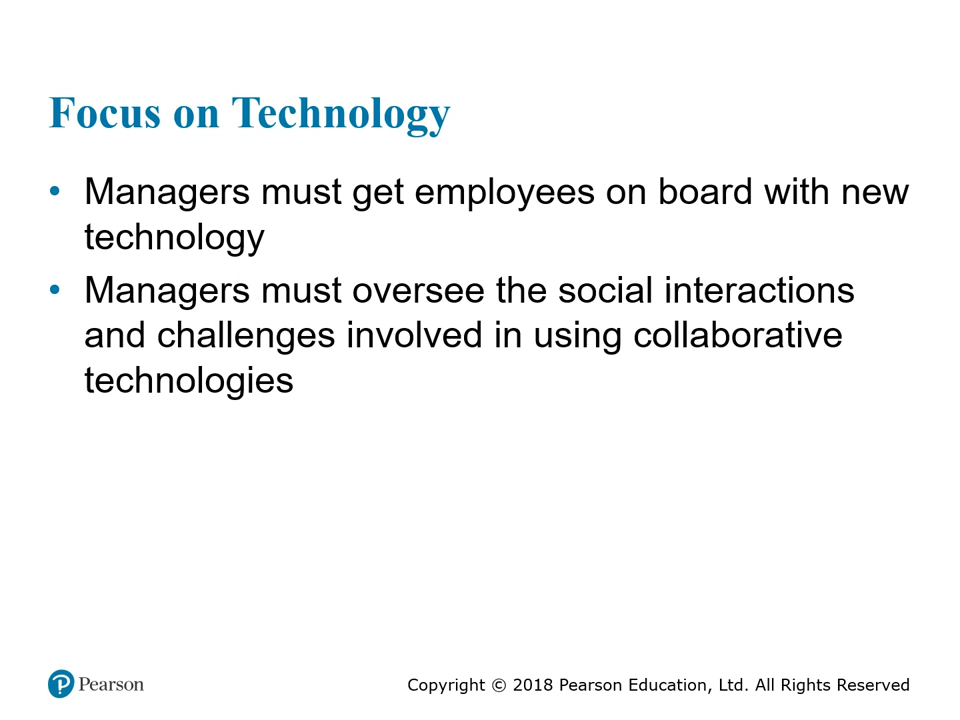 Focus on Technology
• Managers must get employees on board with new
technology
• Managers must oversee the social interactions
and challenges involved in using collaborative
technologies
Pearson
Copyright © 2018 Pearson Education, Ltd. All Rights Reserved